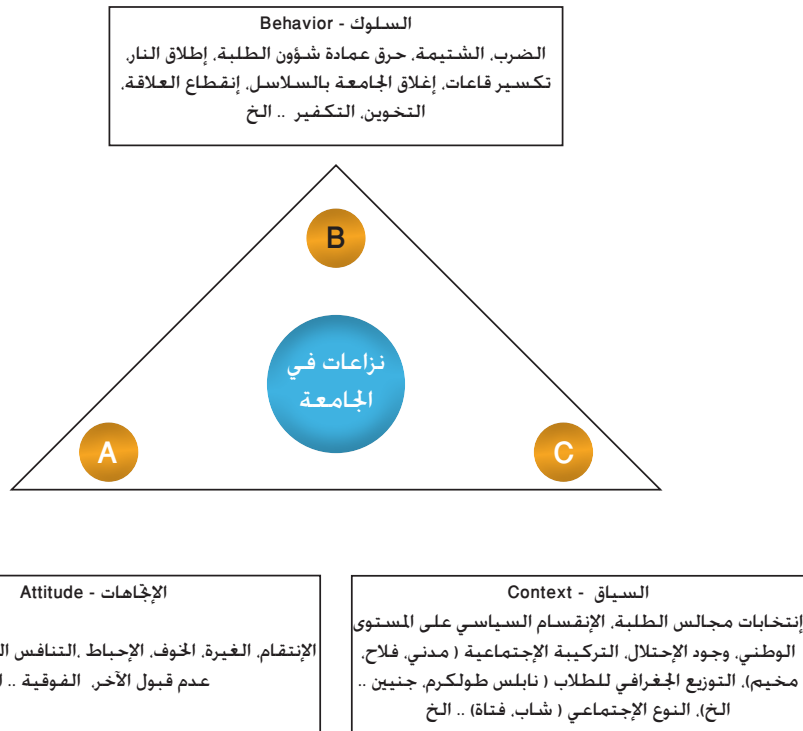 السلوك - Behavior
الضرب، الشتيمة، حرق عمادة شؤون الطلبة، إطلاق النار،
تكسير قاعات، إغلاق الجامعة بالسلاسل، إنقطاع العلاقة،
التخوين، التكفير .. الخ
B
نزاعات في
الجامعة
A
C
السياق - Context
إنتخابات مجالس الطلبة، الإنقسام السياسي على المستوى
الوطني، وجود الإحتلال، التركيبة الإجتماعية ( مدني، فلاح،
مخيم)، التوزيع الجغرافي للطلاب ( نابلس طولكرم، جنيين ..
الخ)، النوع الإجتماعي ( شاب، فتاة) .. الخ
الإتجاهات - Attitude
الإنتقام، الغيرة، الخوف، الإحباط ،التنافس
عدم قبول الآخر، الفوقية ..